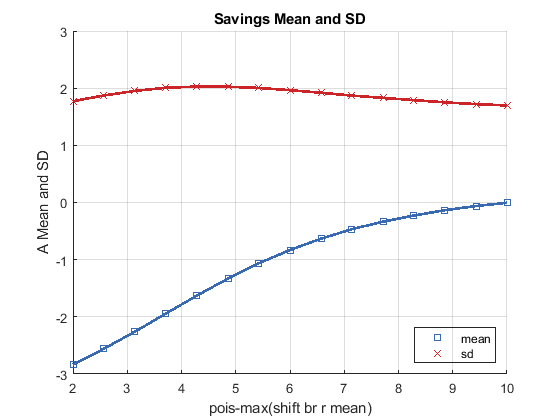 Savings Mean and SD
3
2
1
0
-1
-2
-3
A Mean and SD
2 3 4 5 6 7 8 9 10
pois-max(shift br r mean)
mean
sd